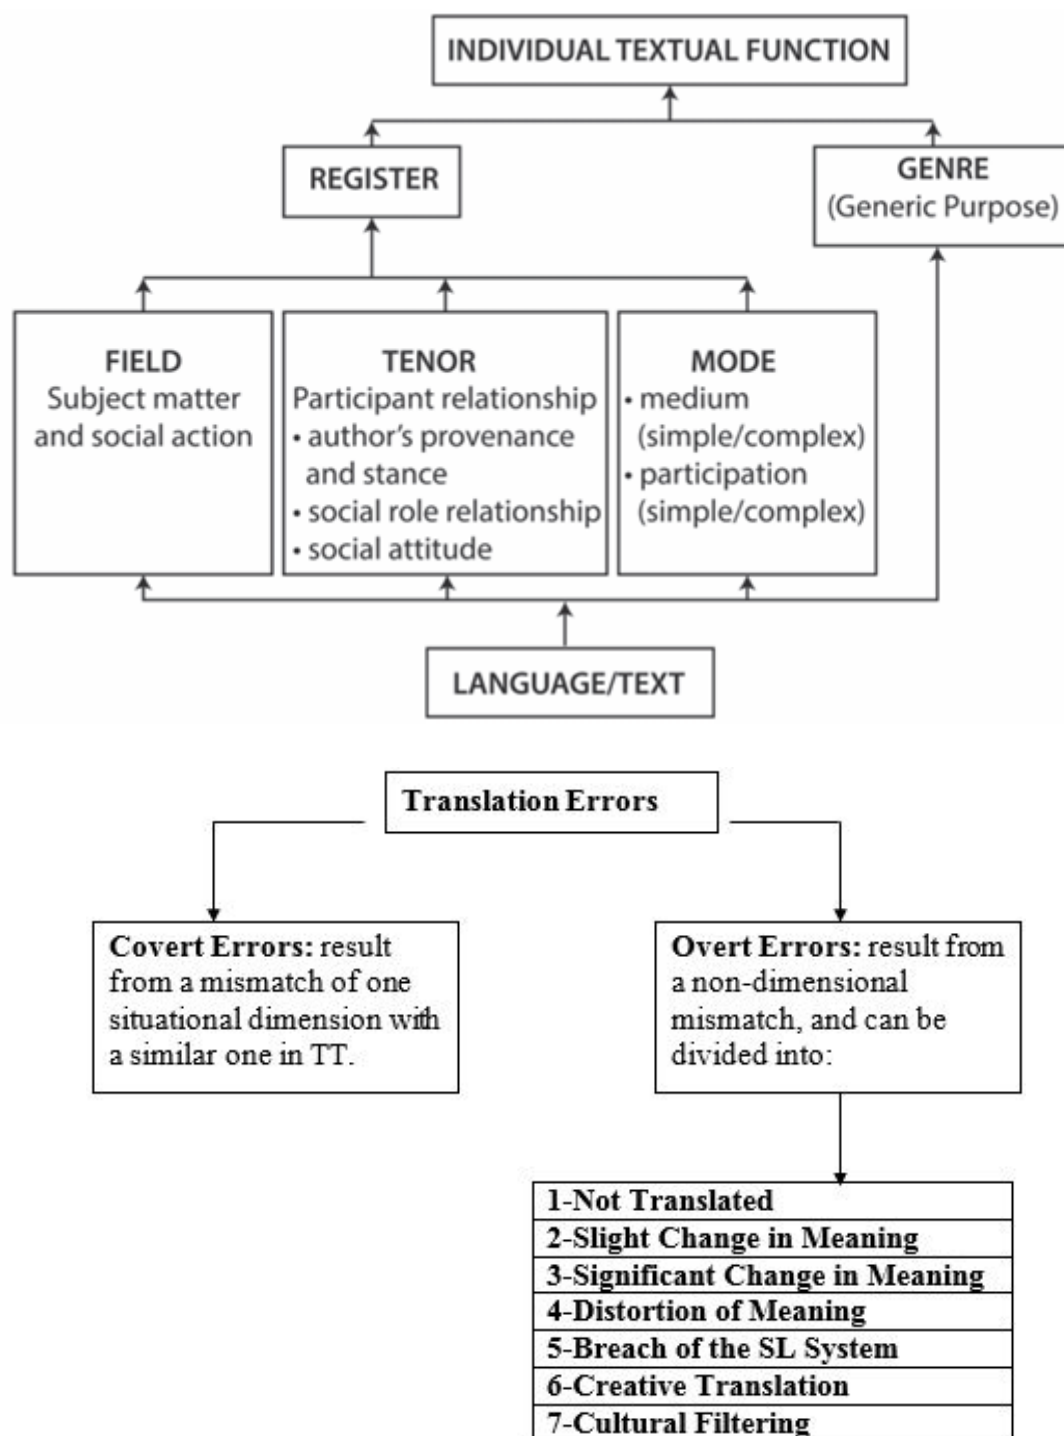 INDIVIDUAL TEXTUAL FUNCTION
REGISTER
GENRE
(Generic Purpose)
FIELD
Subject matter
and social action
TENOR
Participant relationship
• author's provenance
and stance
• social role relationship
• social attitude
MODE
• medium
(simple/complex)
• participation
(simple/complex)
LANGUAGE/TEXT
Translation Errors
Covert Errors: result
from a mismatch of one
situational dimension with
a similar one in TT.
Overt Errors: result from
a non-dimensional
mismatch, and can be
divided into:
1-Not Translated
2-Slight Change in Meaning
3-Significant Change in Meaning
4-Distortion of Meaning
5-Breach of the SL System
6-Creative Translation
7-Cultural Filtering